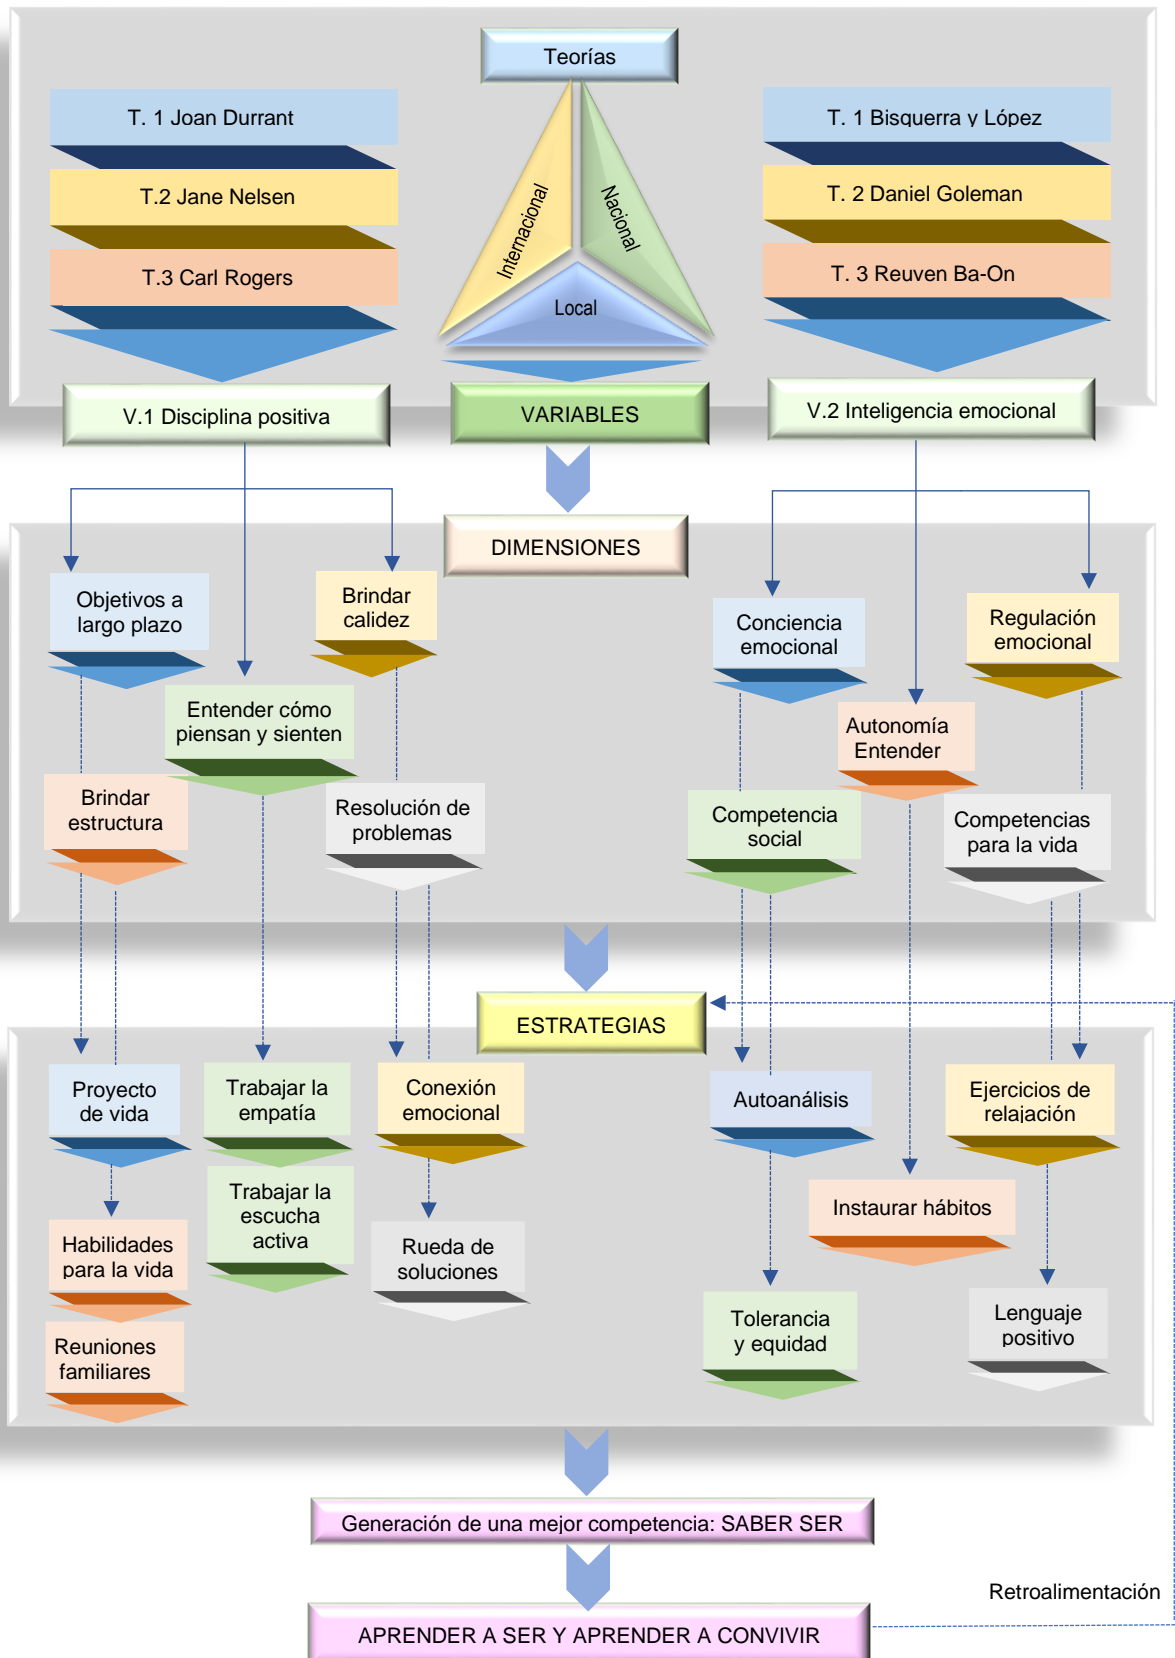 Teorías
T. 1 Joan Durrant
T.2 Jane Nelsen
T.3 Carl Rogers
Internacional
Nacional
Local
T. 1 Bisquerra y López
T. 2 Daniel Goleman
T. 3 Reuven Ba-On
V.1 Disciplina positiva
VARIABLES
V.2 Inteligencia emocional
DIMENSIONES
Objetivos a
largo plazo
Brindar
calidez
Entender cómo
piensan y sienten
Brindar
estructura
Resolución de
problemas
Conciencia
emocional
Regulación
emocional
Autonomía
Entender
Competencia
social
Competencias
para la vida
ESTRATEGIAS
Proyecto
de vida
Trabajar la
empatía
Conexión
emocional
Autoanálisis
Ejercicios de
relajación
Habilidades
para la vida
Trabajar la
escucha
activa
Rueda de
soluciones
Instaurar hábitos
Reuniones
familiares
Tolerancia
y equidad
Lenguaje
positivo
Generación de una mejor competencia: SABER SER
Retroalimentación
APRENDER A SER Y APRENDER A CONVIVIR